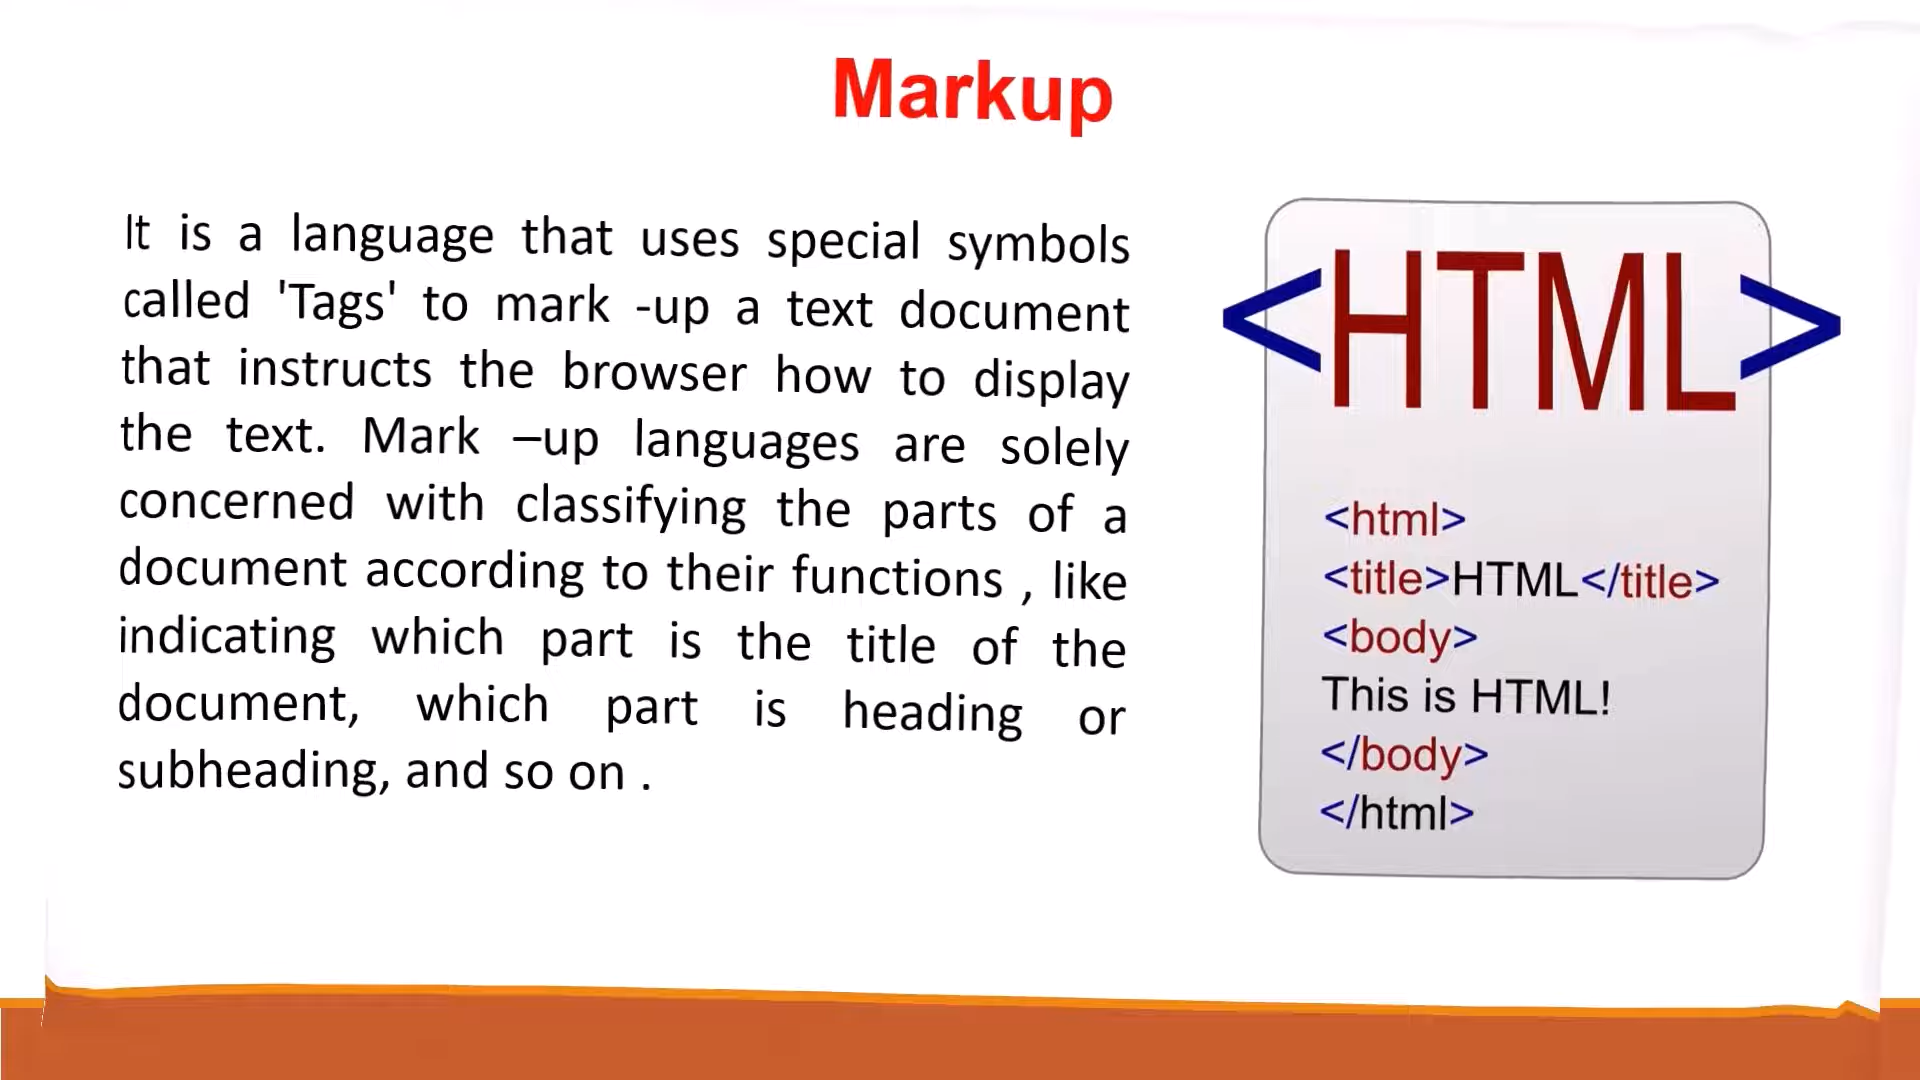 Markup
It is a language that uses special symbols
called 'Tags' to mark -up a text document
that instructs the browser how to display
the text. Mark –up languages are solely
concerned with classifying the parts of a
document according to their functions , like
indicating which part is the title of the
document, which part is heading or
subheading, and so on .
<HTML>
<html>
<title>HTML</title>
<body>
This is HTML!
</body>
</html>